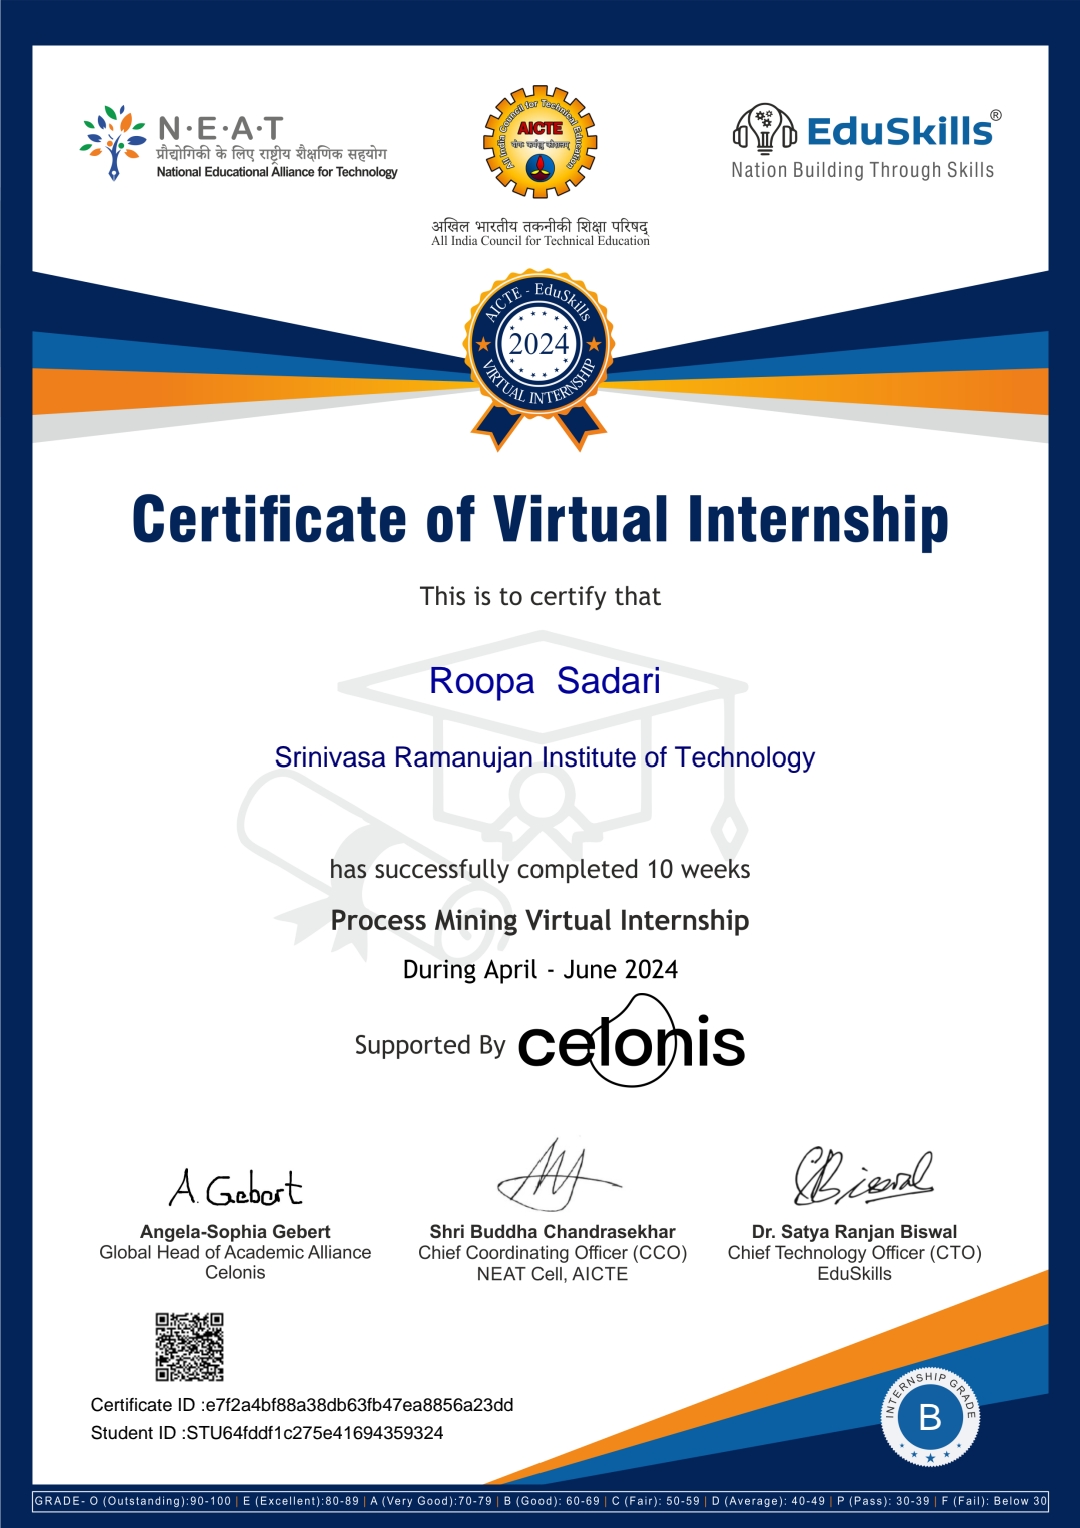 N·E·A·T
प्रौद्योगिकी के लिए राष्ट्रीय शैक्षणिक सहयोग
National Educational Alliance for Technology
All India Council for Technical Education
AICTE
योगः कर्मसु कौशलम्
EduSkills®
Nation Building Through Skills
अखिल भारतीय तकनीकी शिक्षा परिषद्
All India Council for Technical Education
AICTE - EduSkills
2024
VIRTUAL INTERNSHIP
Certificate of Virtual Internship
This is to certify that
Roopa Sadari
Srinivasa Ramanujan Institute of Technology
has successfully completed 10 weeks
Process Mining Virtual Internship
During April - June 2024
Supported By celonis
A. Gebert
Biswal
Angela-Sophia Gebert
Global Head of Academic Alliance
Celonis
Shri Buddha Chandrasekhar
Chief Coordinating Officer (CCO)
NEAT Cell, AICTE
Dr. Satya Ranjan Biswal
Chief Technology Officer (CTO)
EduSkills
Certificate ID :e7f2a4bf88a38db63fb47ea8856a23dd
Student ID :STU64fddf1c275e41694359324
INTERNSHIP GRADE
B
GRADE- O (Outstanding):90-100 | E (Excellent):80-89 | A (Very Good):70-79 | B (Good): 60-69 | C (Fair): 50-59 | D (Average): 40-49 | P (Pass): 30-39 | F (Fail): Below 30